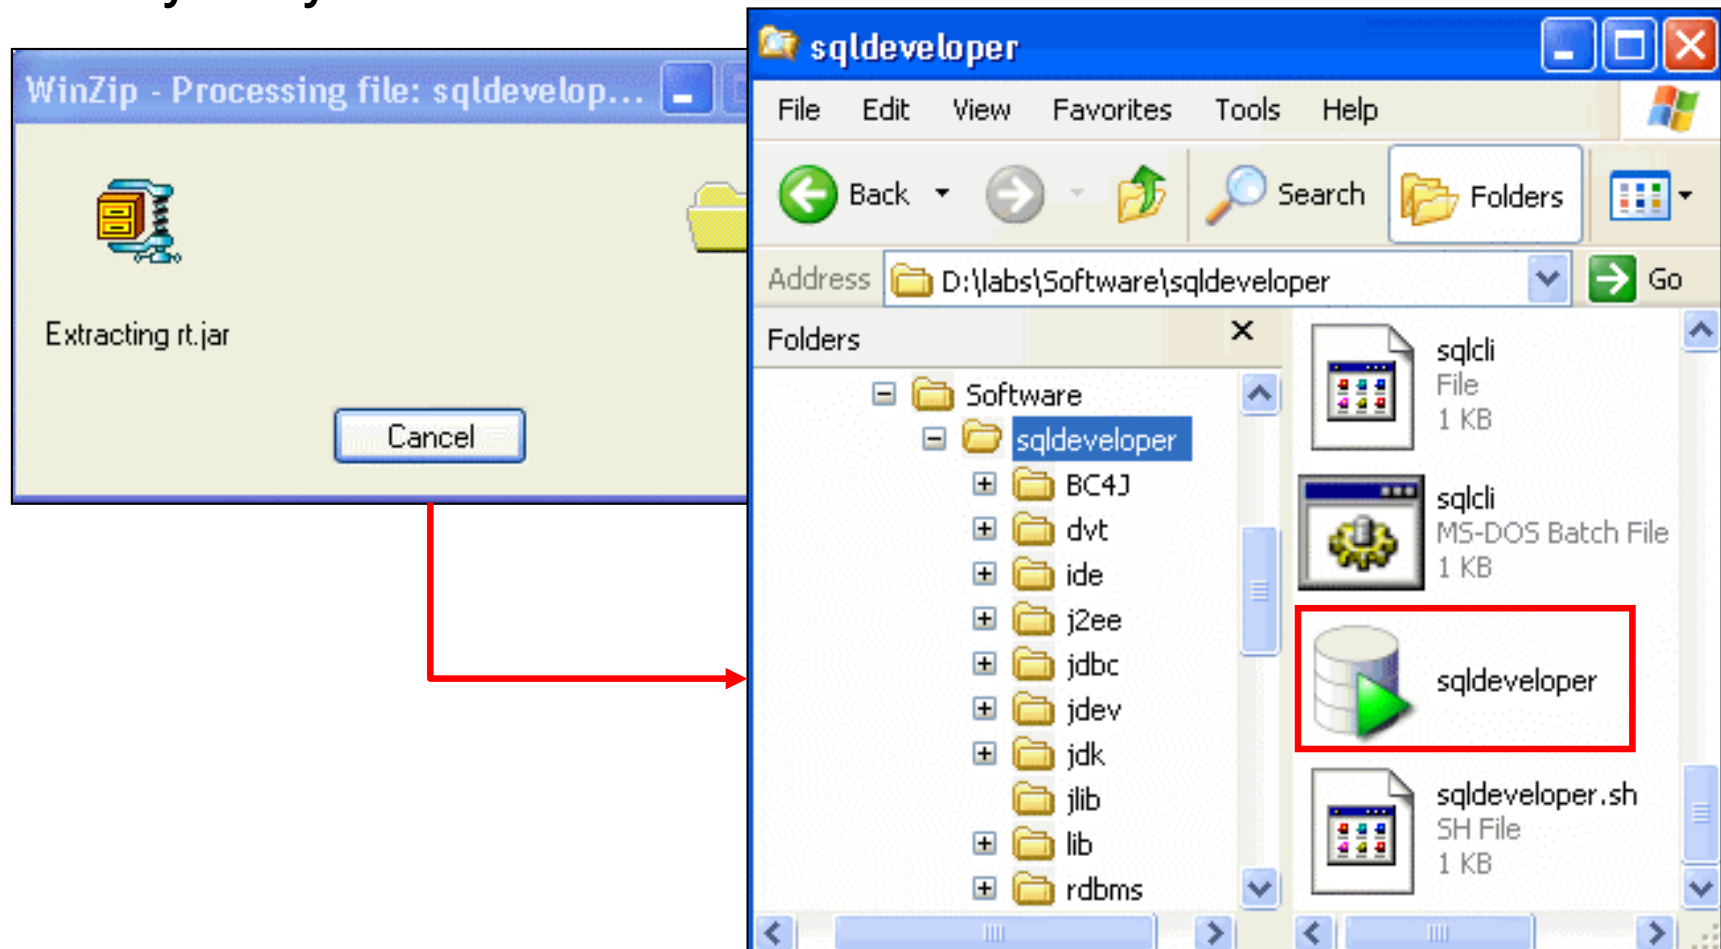 WinZip - Processing file: sqldevelop...
Extracting rt.jar
Cancel
sqldeveloper
File Edit View Favorites Tools Help
Back Search Folders
Address D:\labs\Software\sqldeveloper Go
Folders
Software
sqldeveloper
BC4J
dvt
ide
j2ee
jdbc
jdev
jdk
jlib
lib
rdbms
sqlcli
File
1 KB
sqlcli
MS-DOS Batch File
1 KB
sqldeveloper
sqldeveloper.sh
SH File
1 KB